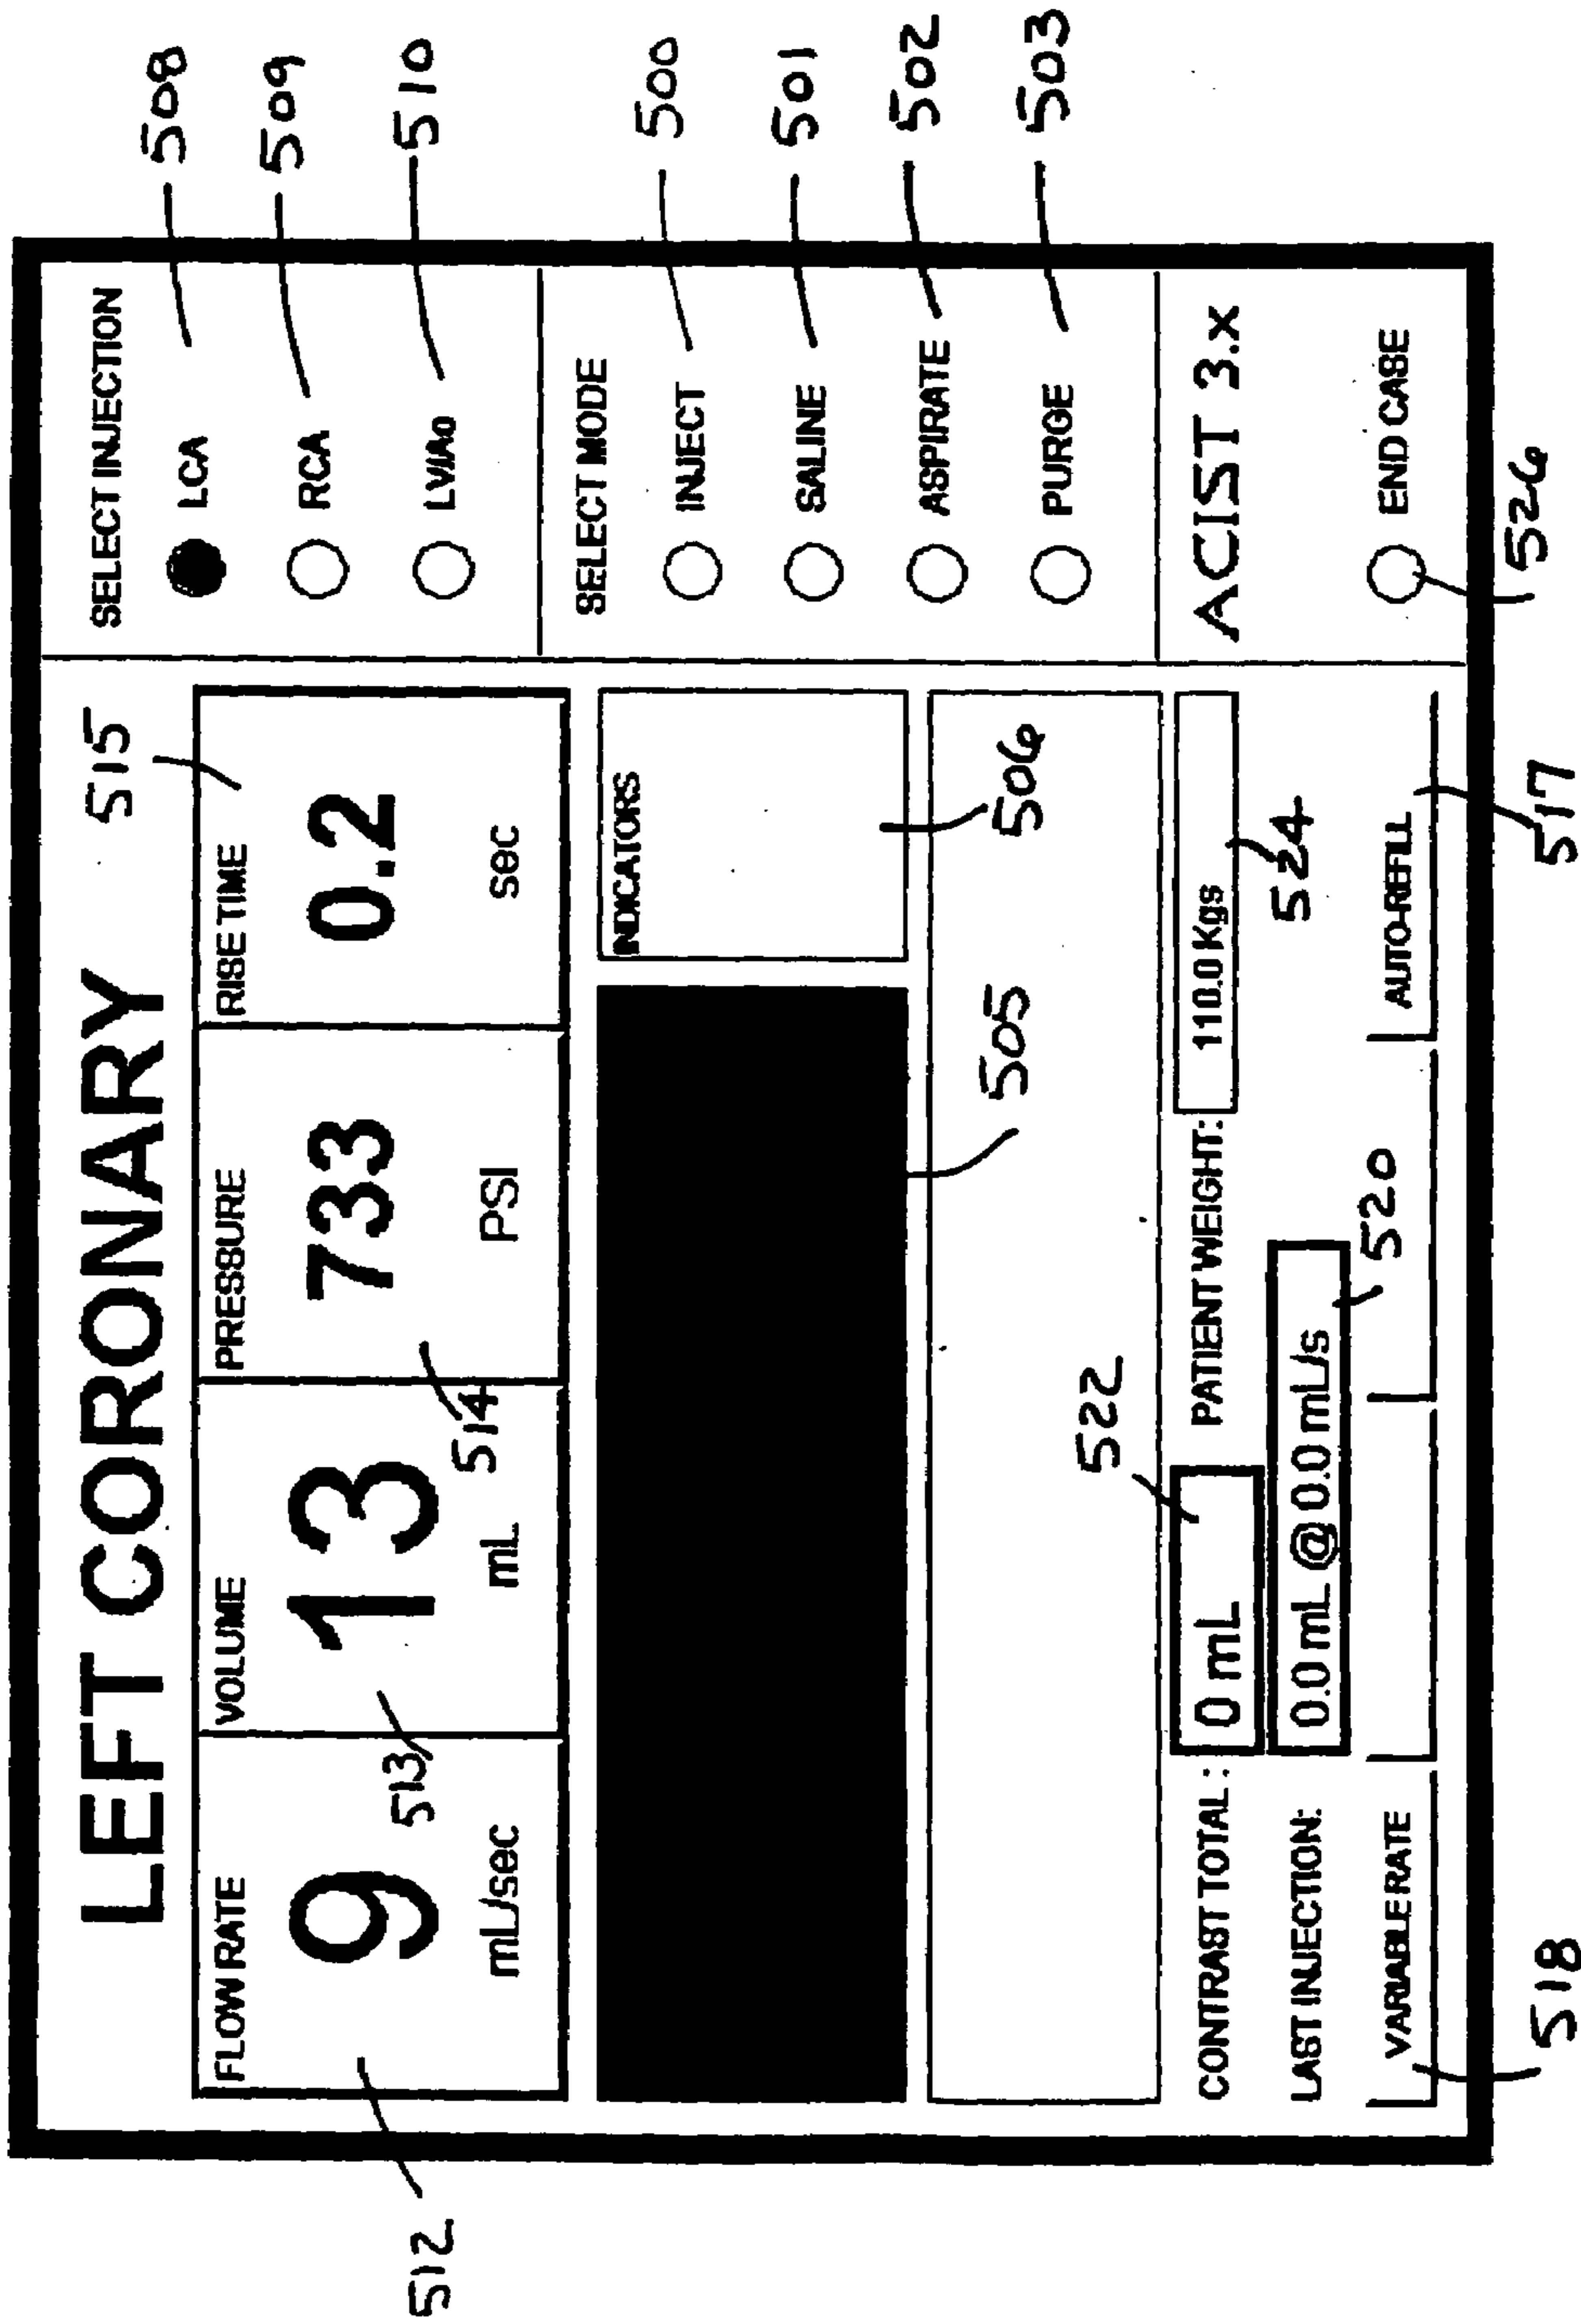 LEFT CORONARY
515
FLOW RATE
9
mL/sec
512
VOLUME
13
mL
513
PRESSURE
733
PSI
514
RISE TIME
0.2
sec
INDICATORS
506
505
CONTRAST TOTAL:
0 mL
522
PATIENT WEIGHT:
110.0 Kgs
524
LAST INJECTION:
0.0 mL @ 0.0 mL/s
520
VARIABLE RATE
518
AUTO-REFILL
517
SELECT INJECTION
LCA
508
RCA
509
LV/Ao
510
SELECT MODE
INJECT
500
SALINE
501
ASPIRATE
502
PURGE
503
ACIST 3.x
END CASE
526